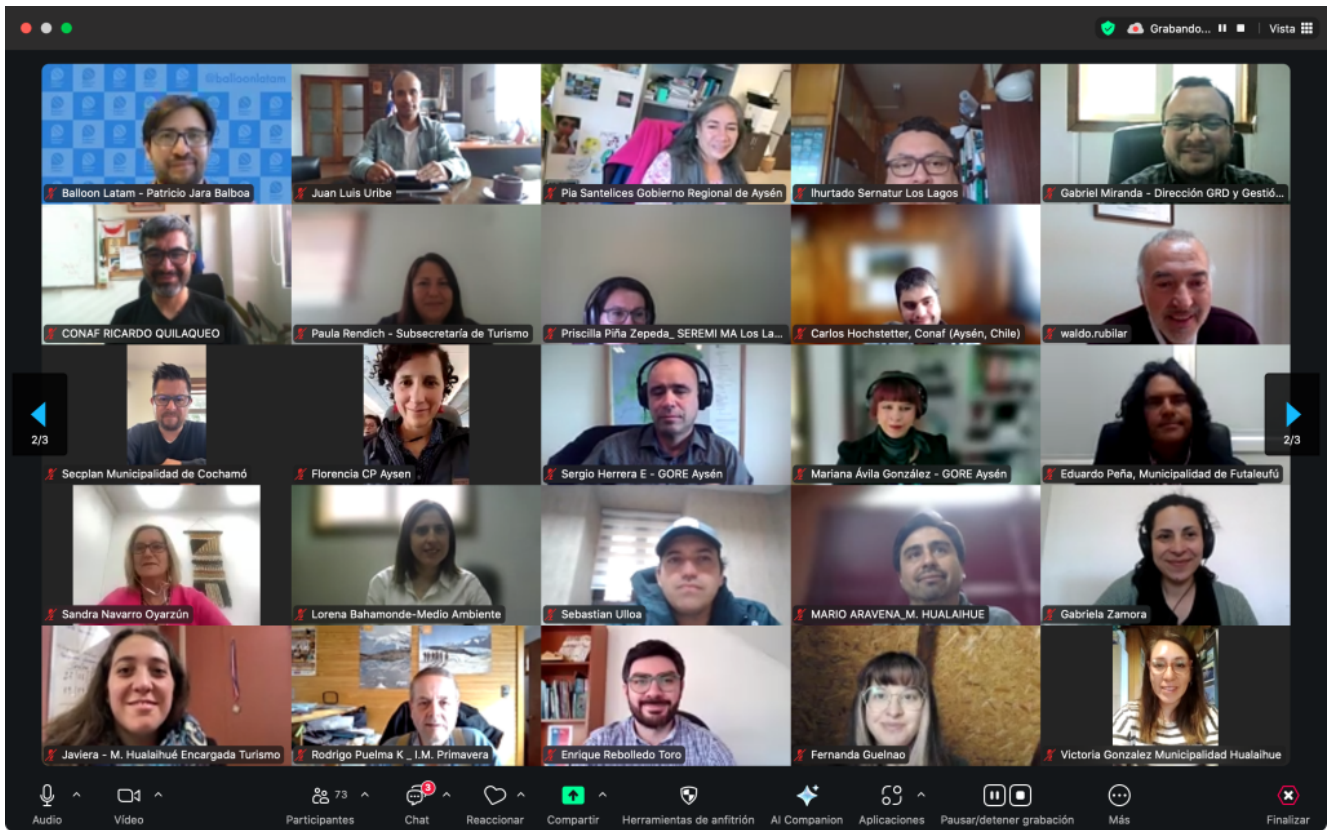 Grabando...
Vista
@balloonlatam
Balloon Latam - Patricio Jara Balboa
Juan Luis Uribe
Pia Santelices Gobierno Regional de Aysén
lhurtado Sernatur Los Lagos
Gabriel Miranda - Dirección GRD y Gestió...
CONAF RICARDO QUILAQUEO
Paula Rendich - Subsecretaría de Turismo
Priscilla Piña Zepeda_ SEREMI MA Los La...
Carlos Hochstetter, Conaf (Aysén, Chile)
waldo.rubilar
2/3
2/3
Secplan Municipalidad de Cochamó
Florencia CP Aysen
Sergio Herrera E - GORE Aysén
Mariana Ávila González - GORE Aysén
Eduardo Peña, Municipalidad de Futaleufú
Sandra Navarro Oyarzún
Lorena Bahamonde-Medio Ambiente
Sebastian Ulloa
MARIO ARAVENA_M. HUALAIHUE
Gabriela Zamora
Javiera - M. Hualaihué Encargada Turismo
Rodrigo Puelma K _ I.M. Primavera
Enrique Rebolledo Toro
Fernanda Guelnao
Victoria Gonzalez Municipalidad Hualaihue
73
3
Audio
Vídeo
Participantes
Chat
Reaccionar
Compartir
Herramientas de anfitrión
AI Companion
Aplicaciones
Pausar/detener grabación
Más
Finalizar